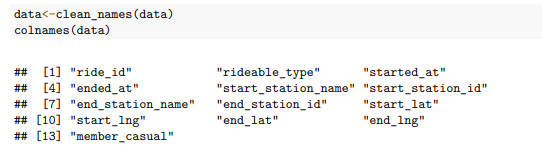 data<-clean_names(data)
colnames(data)
## [1] "ride_id" "rideable_type" "started_at"
## [4] "ended_at" "start_station_name" "start_station_id"
## [7] "end_station_name" "end_station_id" "start_lat"
## [10] "start_lng" "end_lat" "end_lng"
## [13] "member_casual"